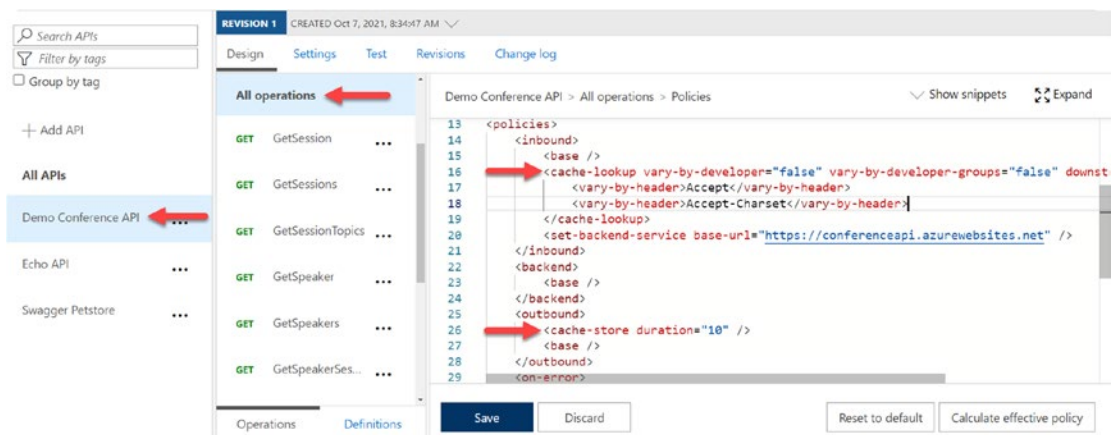 REVISION 1 CREATED Oct 7, 2021, 8:34:47 AM
Search APIs
Filter by tags
Group by tag
+ Add API
All APIs
Demo Conference API ...
Echo API ...
Swagger Petstore ...
Design Settings Test Revisions Change log
All operations
GET GetSession ...
GET GetSessions ...
GET GetSessionTopics ...
GET GetSpeaker ...
GET GetSpeakers ...
GET GetSpeakerSes... ...
Operations Definitions
Demo Conference API > All operations > Policies Show snippets Expand
13 <policies>
14 <inbound>
15 <base />
16 <cache-lookup vary-by-developer="false" vary-by-developer-groups="false" downst
17 <vary-by-header>Accept</vary-by-header>
18 <vary-by-header>Accept-Charset</vary-by-header>
19 </cache-lookup>
20 <set-backend-service base-url="https://conferenceapi.azurewebsites.net" />
21 </inbound>
22 <backend>
23 <base />
24 </backend>
25 <outbound>
26 <cache-store duration="10" />
27 <base />
28 </outbound>
29 <on-error>
Save Discard Reset to default Calculate effective policy